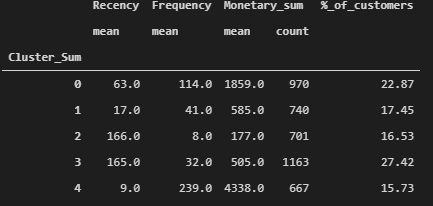 Recency Frequency Monetary_sum %_of_customers
mean mean mean count
Cluster_Sum
0 63.0 114.0 1859.0 970 22.87
1 17.0 41.0 585.0 740 17.45
2 166.0 8.0 177.0 701 16.53
3 165.0 32.0 505.0 1163 27.42
4 9.0 239.0 4338.0 667 15.73